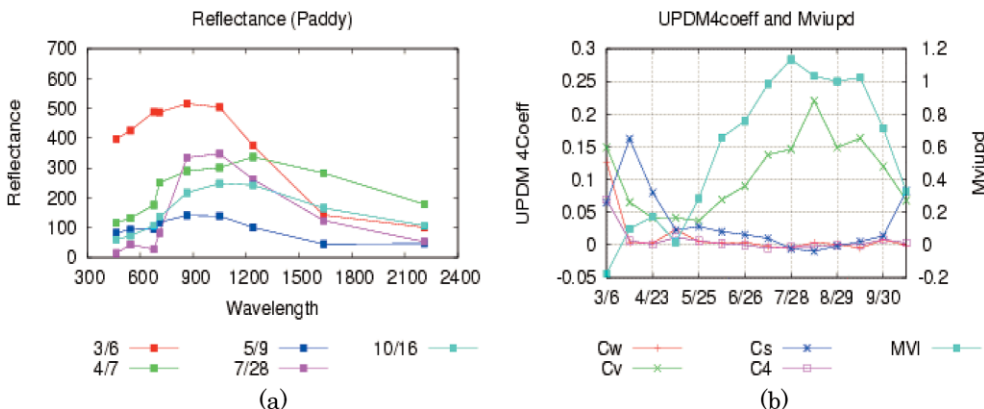 Reflectance (Paddy)
700
600
500
400
300
200
100
0
Reflectance
300 600 900 1200 1500 1800 2100 2400
Wavelength
3/6 5/9 10/16
4/7 7/28
(a)
UPDM4coeff and Mviupd
0.3
0.25
0.2
0.15
0.1
0.05
0
-0.05
UPDM 4Coeff
1.2
1
0.8
0.6
0.4
0.2
0
-0.2
Mviupd
3/6 4/23 5/25 6/26 7/28 8/29 9/30
Cw Cs MVI
Cv C4
(b)